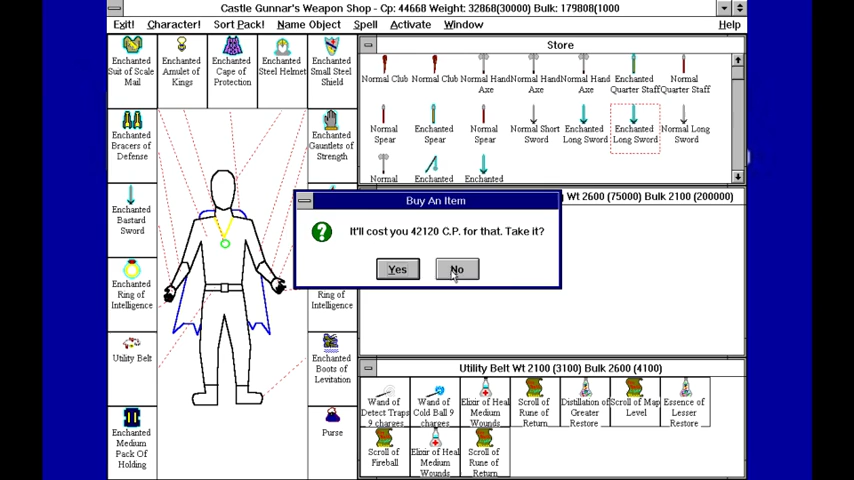 Castle Gunnar's Weapon Shop - Cp: 44668 Weight: 32868(30000) Bulk: 179808(1000
Exit! Character! Sort Pack! Name Object Spell Activate Window Help
Enchanted Suit of Scale Mail
Enchanted Amulet of Kings
Enchanted Cape of Protection
Enchanted Steel Helmet
Enchanted Small Steel Shield
Enchanted Bracers of Defense
Enchanted Gauntlets of Strength
Enchanted Bastard Sword
Enchanted Ring of Intelligence
Ring of Intelligence
Utility Belt
Enchanted Boots of Levitation
Enchanted Medium Pack Of Holding
Purse
Store
Normal Club
Normal Club
Normal Hand Axe
Normal Hand Axe
Normal Hand Axe
Enchanted Quarter Staff
Normal Quarter Staff
Normal Spear
Enchanted Spear
Normal Spear
Normal Short Sword
Enchanted Long Sword
Enchanted Long Sword
Normal Long Sword
Normal
Enchanted
Enchanted
Wt 2600 (75000) Bulk 2100 (200000)
Buy An Item
It'll cost you 42120 C.P. for that. Take it?
Yes
No
Utility Belt Wt 2100 (3100) Bulk 2600 (4100)
Wand of Detect Traps 9 charges
Wand of Cold Ball 9 charges
Elixir of Heal Medium Wounds
Scroll of Rune of Return
Distillation of Greater Restore
Scroll of Map Level
Essence of Lesser Restore
Scroll of Fireball
Elixir of Heal Medium Wounds
Scroll of Rune of Return